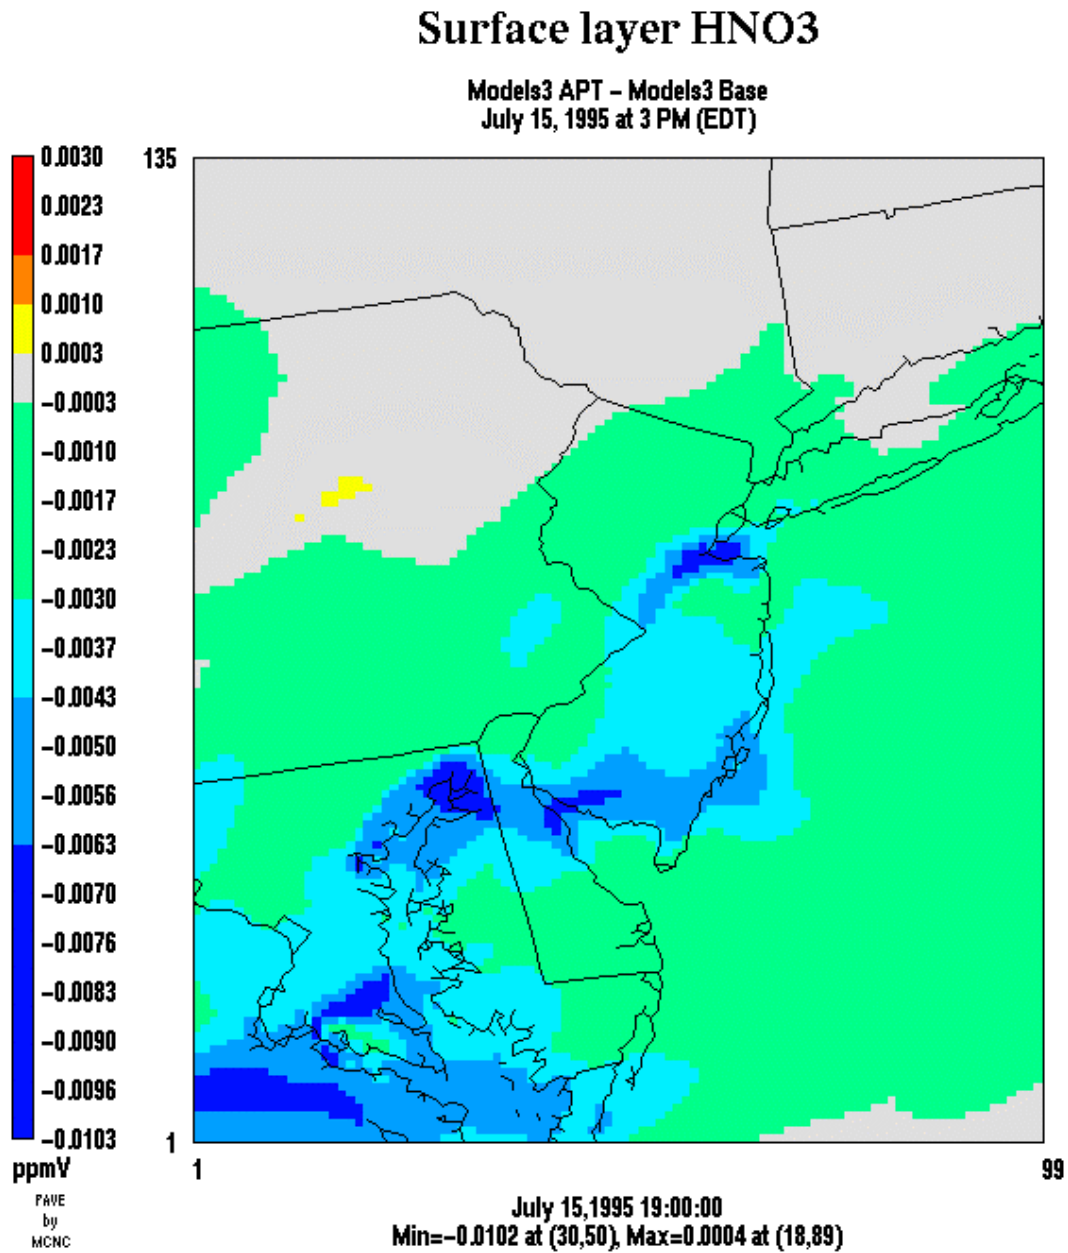 Surface layer HNO3
Models3 APT – Models3 Base
July 15, 1995 at 3 PM (EDT)
0.0030
0.0023
0.0017
0.0010
0.0003
−0.0003
−0.0010
−0.0017
−0.0023
−0.0030
−0.0037
−0.0043
−0.0050
−0.0056
−0.0063
−0.0070
−0.0076
−0.0083
−0.0090
−0.0096
−0.0103
ppmV
PAVE
by
MCNC
135
1
1
99
July 15,1995 19:00:00
Min=−0.0102 at (30,50), Max=0.0004 at (18,89)